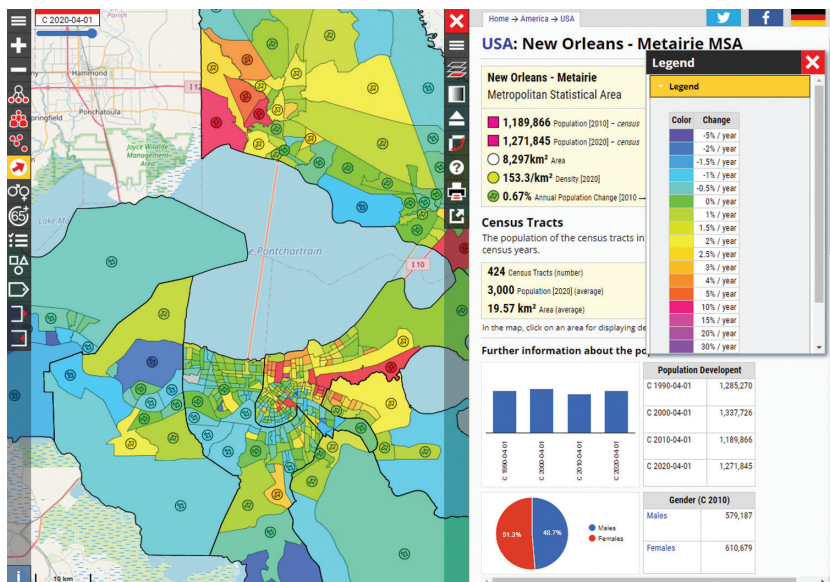 C 2020-04-01
Hammond
Ponchatoula
Springfield
Joyce Wildlife
Management
Area
I 12
Pontchartrain
I 10
10 km
i
65+
?
Home → America → USA
f
USA: New Orleans - Metairie MSA
New Orleans - Metairie
Metropolitan Statistical Area
1,189,866 Population [2010] – census
1,271,845 Population [2020] – census
8,297km² Area
153.3/km² Density [2020]
0.67% Annual Population Change [2010 →
Census Tracts
The population of the census tracts in
census years.
424 Census Tracts (number)
3,000 Population [2020] (average)
19.57 km² Area (average)
In the map, click on an area for displaying de
Further information about the po
Legend
Legend
Color Change
-5% / year
-2% / year
-1.5% / year
-1% / year
-0.5% / year
0% / year
1% / year
1.5% / year
2% / year
2.5% / year
3% / year
4% / year
5% / year
10% / year
15% / year
20% / year
30% / year
C 1990-04-01
C 2000-04-01
C 2010-04-01
C 2020-04-01
Population Developent
C 1990-04-01 1,285,270
C 2000-04-01 1,337,726
C 2010-04-01 1,189,866
C 2020-04-01 1,271,845
51.3%
48.7%
Males
Females
Gender (C 2010)
Males 579,187
Females 610,679